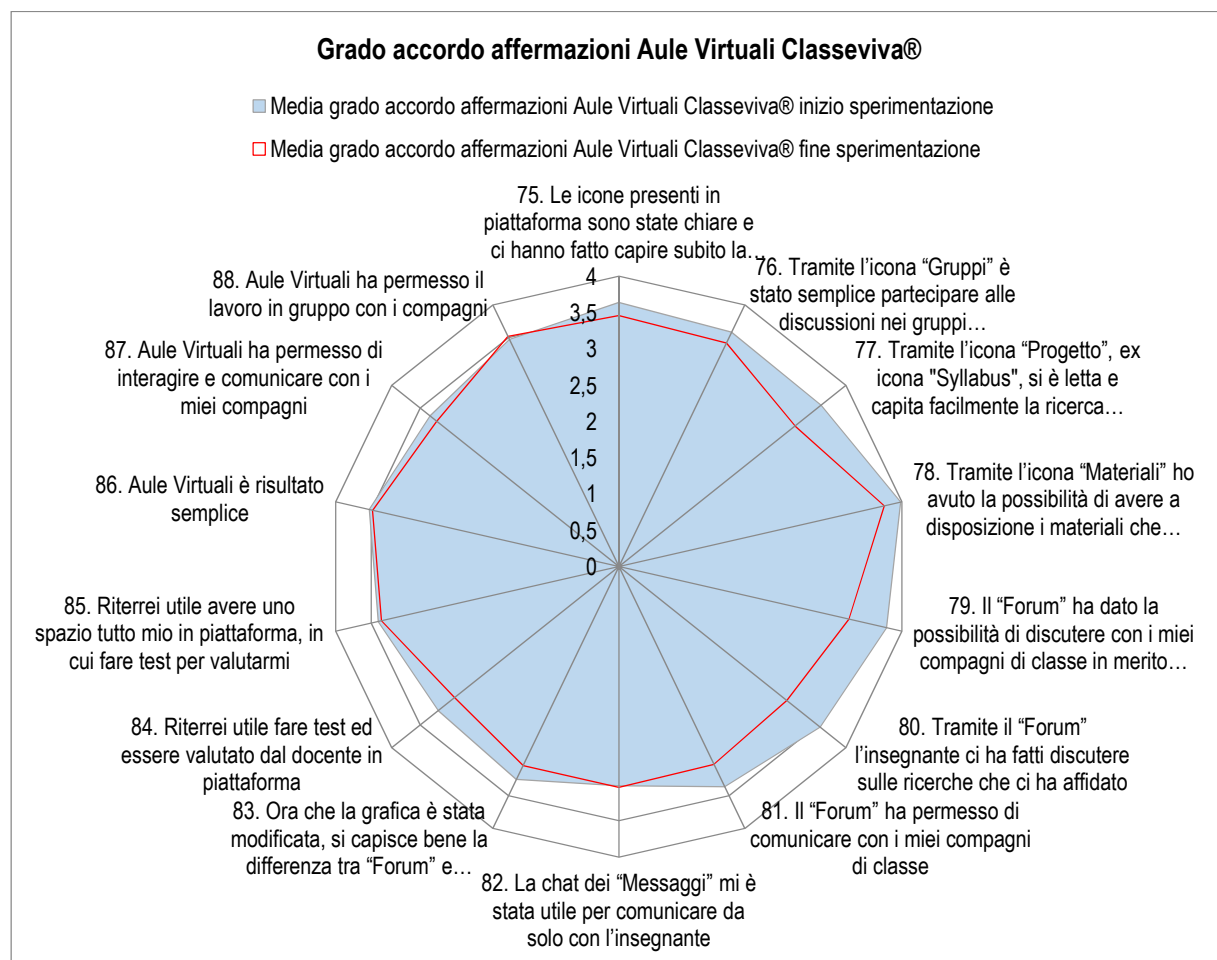 Grado accordo affermazioni Aule Virtuali Classeviva®
Media grado accordo affermazioni Aule Virtuali Classeviva® inizio sperimentazione
Media grado accordo affermazioni Aule Virtuali Classeviva® fine sperimentazione
75. Le icone presenti in
piattaforma sono state chiare e
ci hanno fatto capire subito la…
76. Tramite l’icona “Gruppi” è
stato semplice partecipare alle
discussioni nei gruppi…
77. Tramite l’icona “Progetto”, ex
icona "Syllabus", si è letta e
capita facilmente la ricerca…
78. Tramite l’icona “Materiali” ho
avuto la possibilità di avere a
disposizione i materiali che…
79. Il “Forum” ha dato la
possibilità di discutere con i miei
compagni di classe in merito…
80. Tramite il “Forum”
l’insegnante ci ha fatti discutere
sulle ricerche che ci ha affidato
81. Il “Forum” ha permesso di
comunicare con i miei compagni
di classe
82. La chat dei “Messaggi” mi è
stata utile per comunicare da
solo con l’insegnante
83. Ora che la grafica è stata
modificata, si capisce bene la
differenza tra “Forum” e…
84. Riterrei utile fare test ed
essere valutato dal docente in
piattaforma
85. Riterrei utile avere uno
spazio tutto mio in piattaforma, in
cui fare test per valutarmi
86. Aule Virtuali è risultato
semplice
87. Aule Virtuali ha permesso di
interagire e comunicare con i
miei compagni
88. Aule Virtuali ha permesso il
lavoro in gruppo con i compagni
4
3,5
3
2,5
2
1,5
1
0,5
0